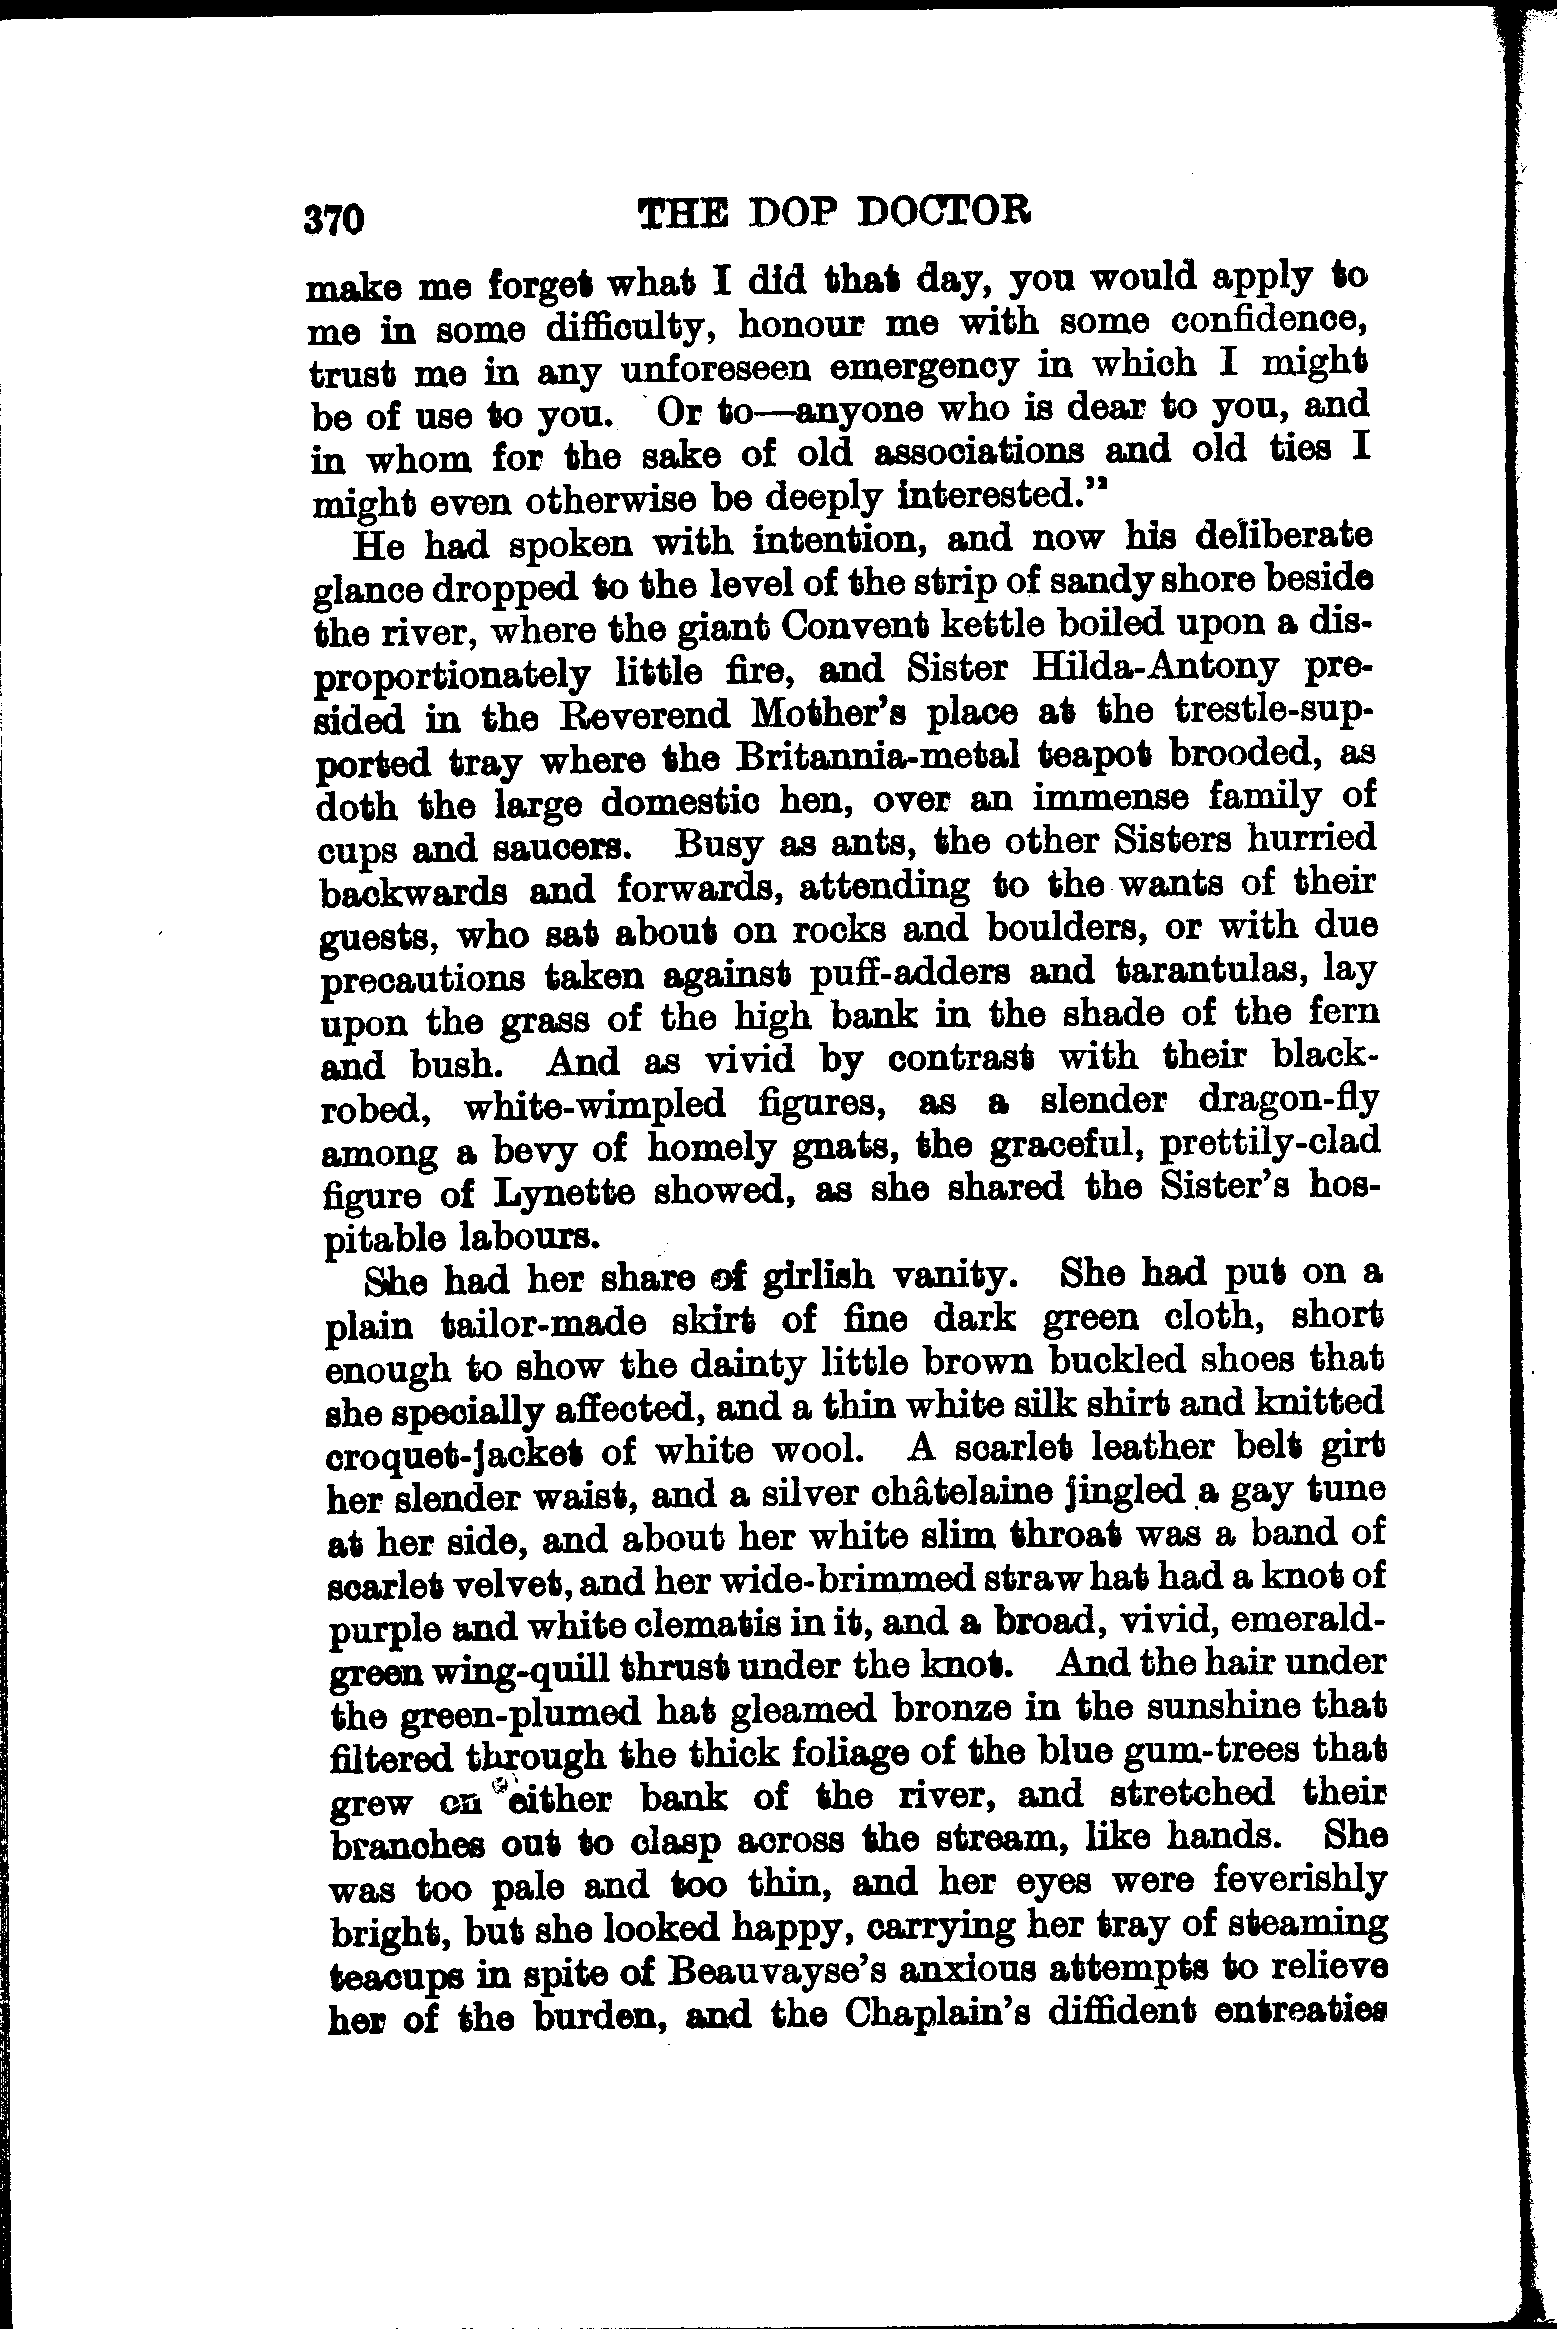 370 THE DOP DOCTOR
make me forget what I did that day, you would apply to
me in some difficulty, honour me with some confidence,
trust me in any unforeseen emergency in which I might
be of use to you. Or to—anyone who is dear to you, and
in whom for the sake of old associations and old ties I
might even otherwise be deeply interested."
He had spoken with intention, and now his deliberate
glance dropped to the level of the strip of sandy shore beside
the river, where the giant Convent kettle boiled upon a dis-
proportionately little fire, and Sister Hilda-Antony pre-
sided in the Reverend Mother's place at the trestle-sup-
ported tray where the Britannia-metal teapot brooded, as
doth the large domestic hen, over an immense family of
cups and saucers. Busy as ants, the other Sisters hurried
backwards and forwards, attending to the wants of their
guests, who sat about on rocks and boulders, or with due
precautions taken against puff-adders and tarantulas, lay
upon the grass of the high bank in the shade of the fern
and bush. And as vivid by contrast with their black-
robed, white-wimpled figures, as a slender dragon-fly
among a bevy of homely gnats, the graceful, prettily-clad
figure of Lynette showed, as she shared the Sister's hos-
pitable labours.
She had her share of girlish vanity. She had put on a
plain tailor-made skirt of fine dark green cloth, short
enough to show the dainty little brown buckled shoes that
she specially affected, and a thin white silk shirt and knitted
croquet-jacket of white wool. A scarlet leather belt girt
her slender waist, and a silver châtelaine jingled a gay tune
at her side, and about her white slim throat was a band of
scarlet velvet, and her wide-brimmed straw hat had a knot of
purple and white clematis in it, and a broad, vivid, emerald-
green wing-quill thrust under the knot. And the hair under
the green-plumed hat gleamed bronze in the sunshine that
filtered through the thick foliage of the blue gum-trees that
grew on either bank of the river, and stretched their
branches out to clasp across the stream, like hands. She
was too pale and too thin, and her eyes were feverishly
bright, but she looked happy, carrying her tray of steaming
teacups in spite of Beauvayse's anxious attempts to relieve
her of the burden, and the Chaplain's diffident entreaties